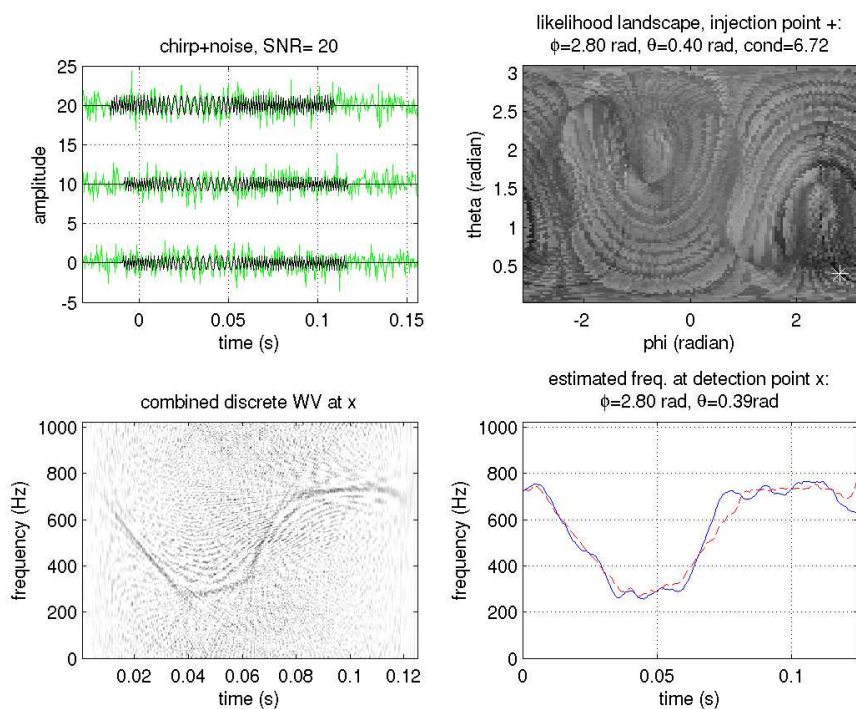 chirp+noise, SNR= 20
25
20
15
10
5
0
-5
amplitude
0
0.05
0.1
0.15
time (s)
likelihood landscape, injection point +:
ϕ=2.80 rad, θ=0.40 rad, cond=6.72
3
2.5
2
1.5
1
0.5
theta (radian)
-2
0
2
phi (radian)
combined discrete WV at x
1000
800
600
400
200
0
frequency (Hz)
0.02
0.04
0.06
0.08
0.1
0.12
time (s)
estimated freq. at detection point x:
ϕ=2.80 rad, θ=0.39rad
1000
800
600
400
200
0
frequency (Hz)
0
0.05
0.1
time (s)